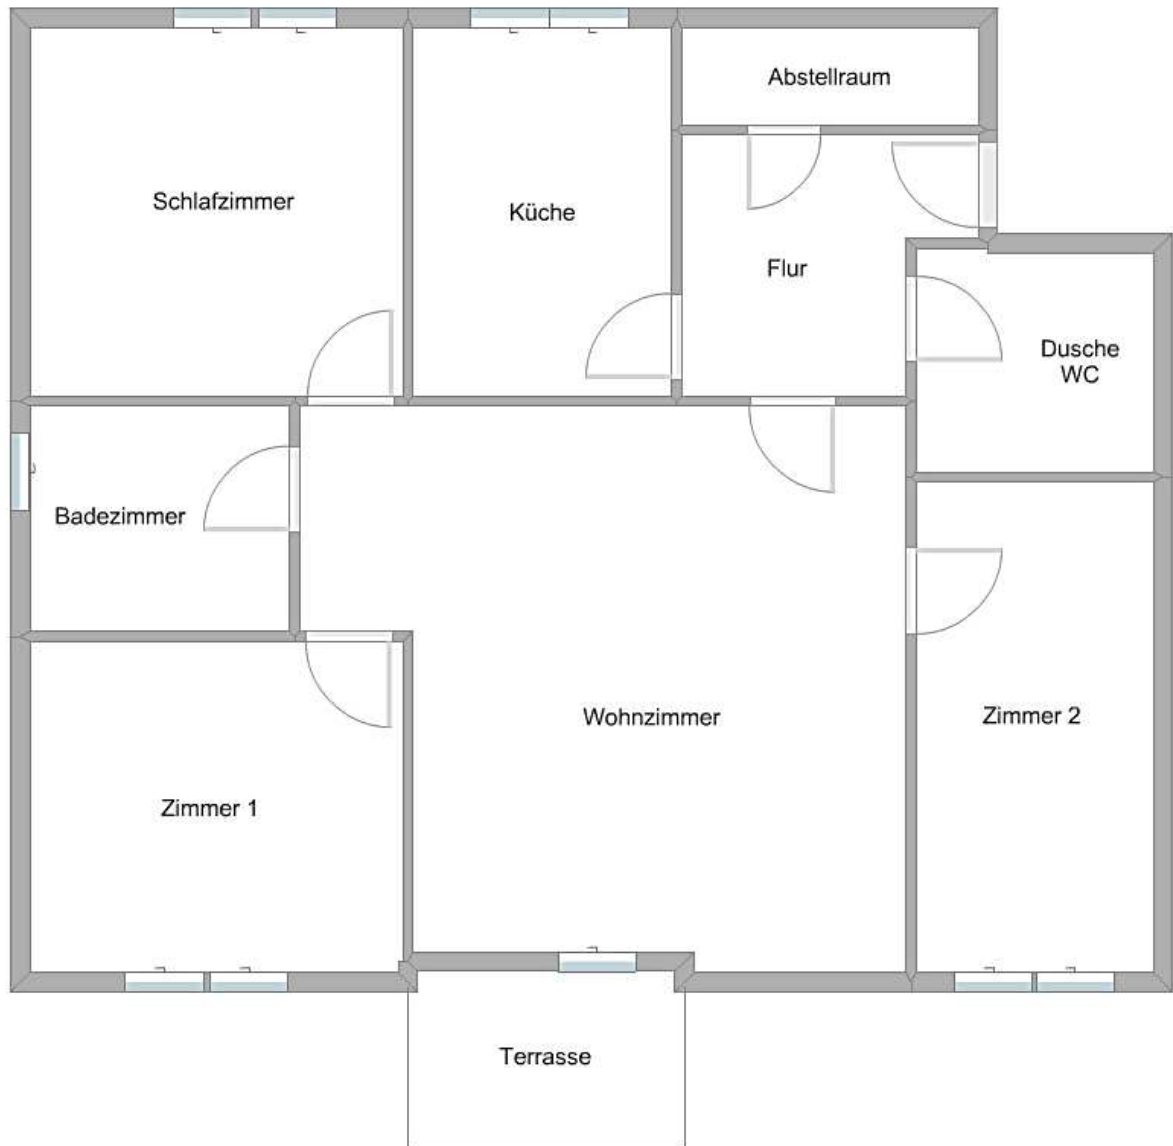 Abstellraum
Schlafzimmer
Küche
Flur
Dusche
WC
Badezimmer
Wohnzimmer
Zimmer 2
Zimmer 1
Terrasse